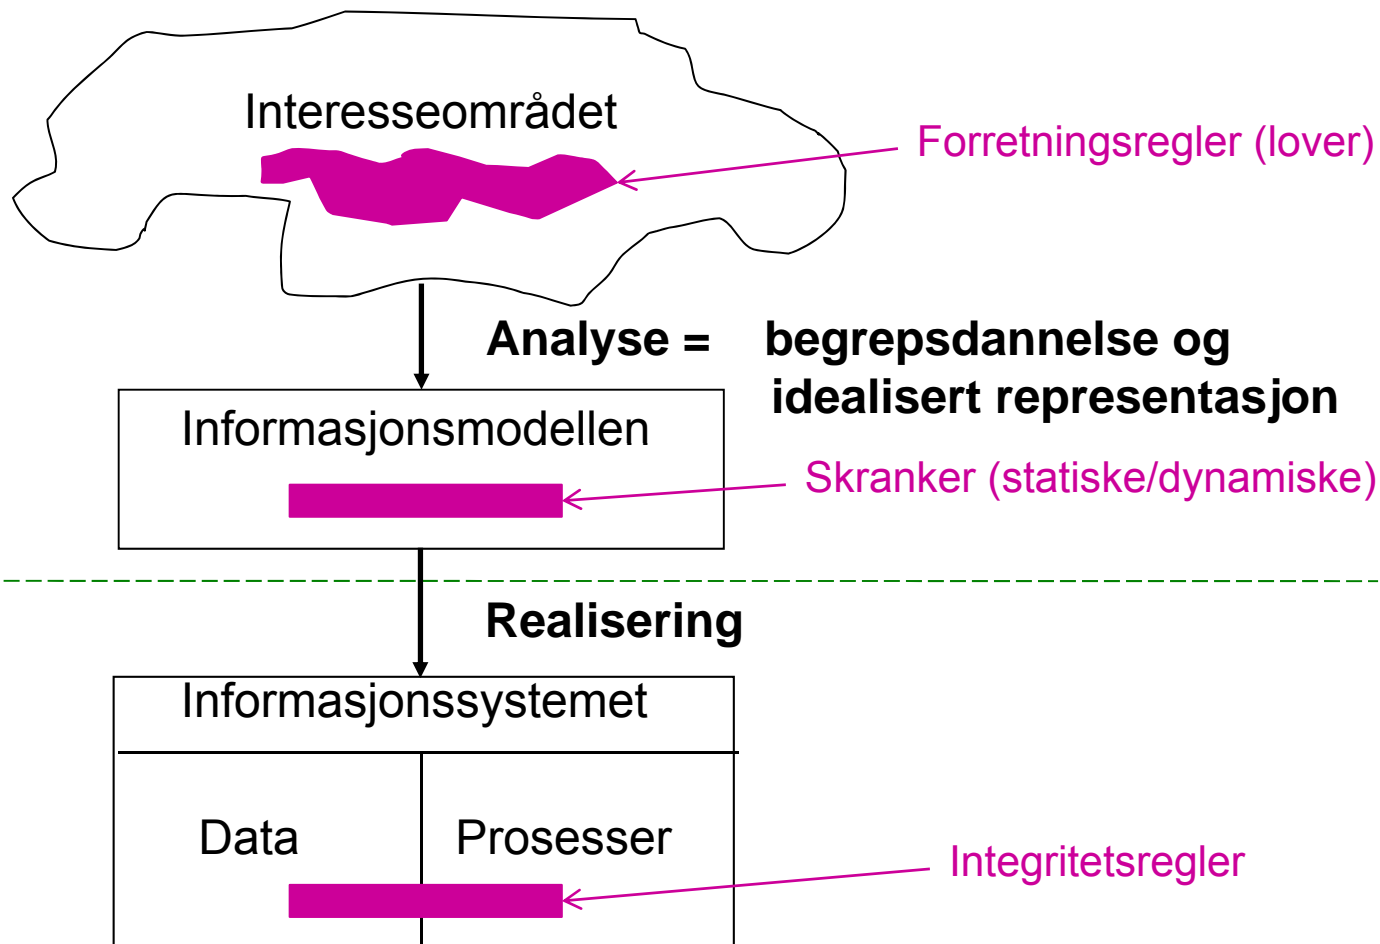 Interesseområdet
Forretningsregler (lover)
Analyse = begrepsdannelse og
idealisert representasjon
Informasjonsmodellen
Skranker (statiske/dynamiske)
Realisering
Informasjonssystemet
Data Prosesser
Integritetsregler